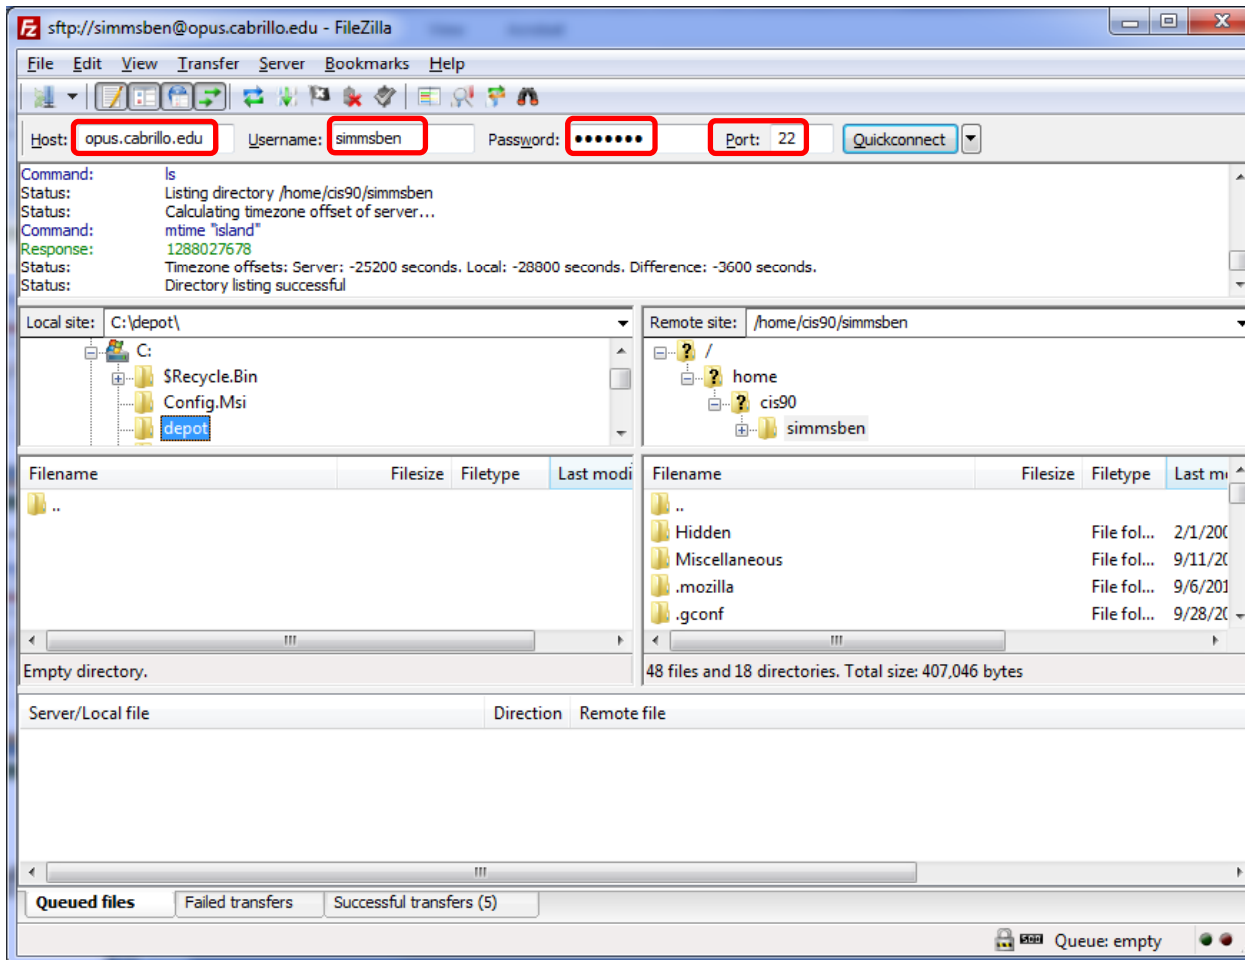 sftp://simmsben@opus.cabrillo.edu - FileZilla
File Edit View Transfer Server Bookmarks Help
Host: opus.cabrillo.edu Username: simmsben Password: ●●●●●●● Port: 22 Quickconnect
Command: ls
Status: Listing directory /home/cis90/simmsben
Status: Calculating timezone offset of server...
Command: mtime "island"
Response: 1288027678
Status: Timezone offsets: Server: -25200 seconds. Local: -28800 seconds. Difference: -3600 seconds.
Status: Directory listing successful
Local site: C:\depot\
C:
$Recycle.Bin
Config.Msi
depot
Remote site: /home/cis90/simmsben
/
home
cis90
simmsben
Filename Filesize Filetype Last modi
..
Empty directory.
Filename Filesize Filetype Last m
..
Hidden File fol... 2/1/200
Miscellaneous File fol... 9/11/20
.mozilla File fol... 9/6/201
.gconf File fol... 9/28/20
48 files and 18 directories. Total size: 407,046 bytes
Server/Local file Direction Remote file
Queued files Failed transfers Successful transfers (5)
Queue: empty